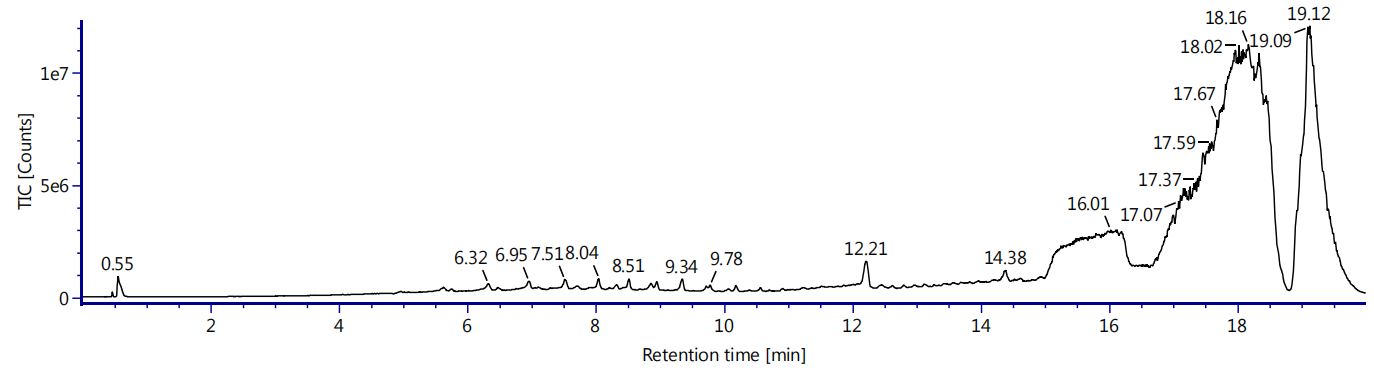 19.12
18.16
19.09
18.02
1e7
17.67
17.59
5e6
17.37
17.07
16.01
12.21
14.38
6.32 6.95 7.51 8.04
8.51
9.34
9.78
0.55
0
2 4 6 8 10 12 14 16 18
Retention time [min]
TIC [Counts]